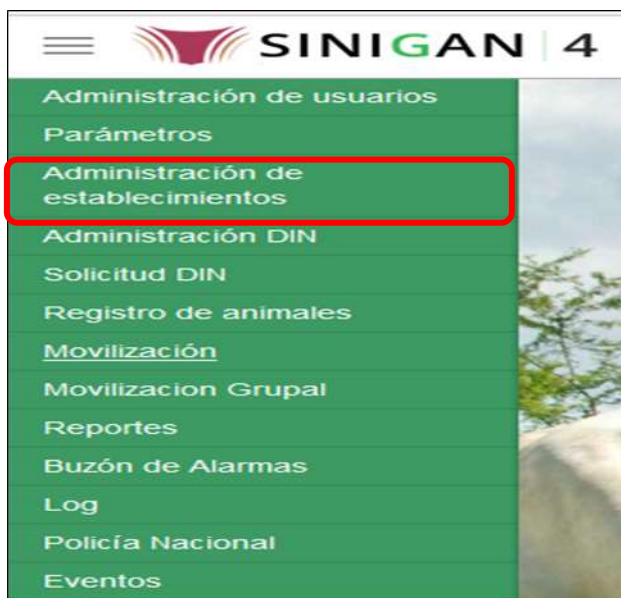 SINIGAN 4
Administración de usuarios
Parámetros
Administración de
establecimientos
Administración DIN
Solicitud DIN
Registro de animales
Movilización
Movilizacion Grupal
Reportes
Buzón de Alarmas
Log
Policía Nacional
Eventos